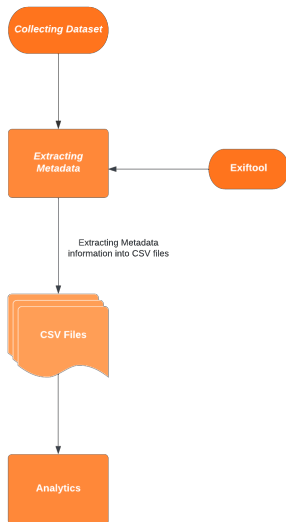 Collecting Dataset
Extracting
Metadata
Exiftool
Extracting Metadata
information into CSV files
CSV Files
Analytics